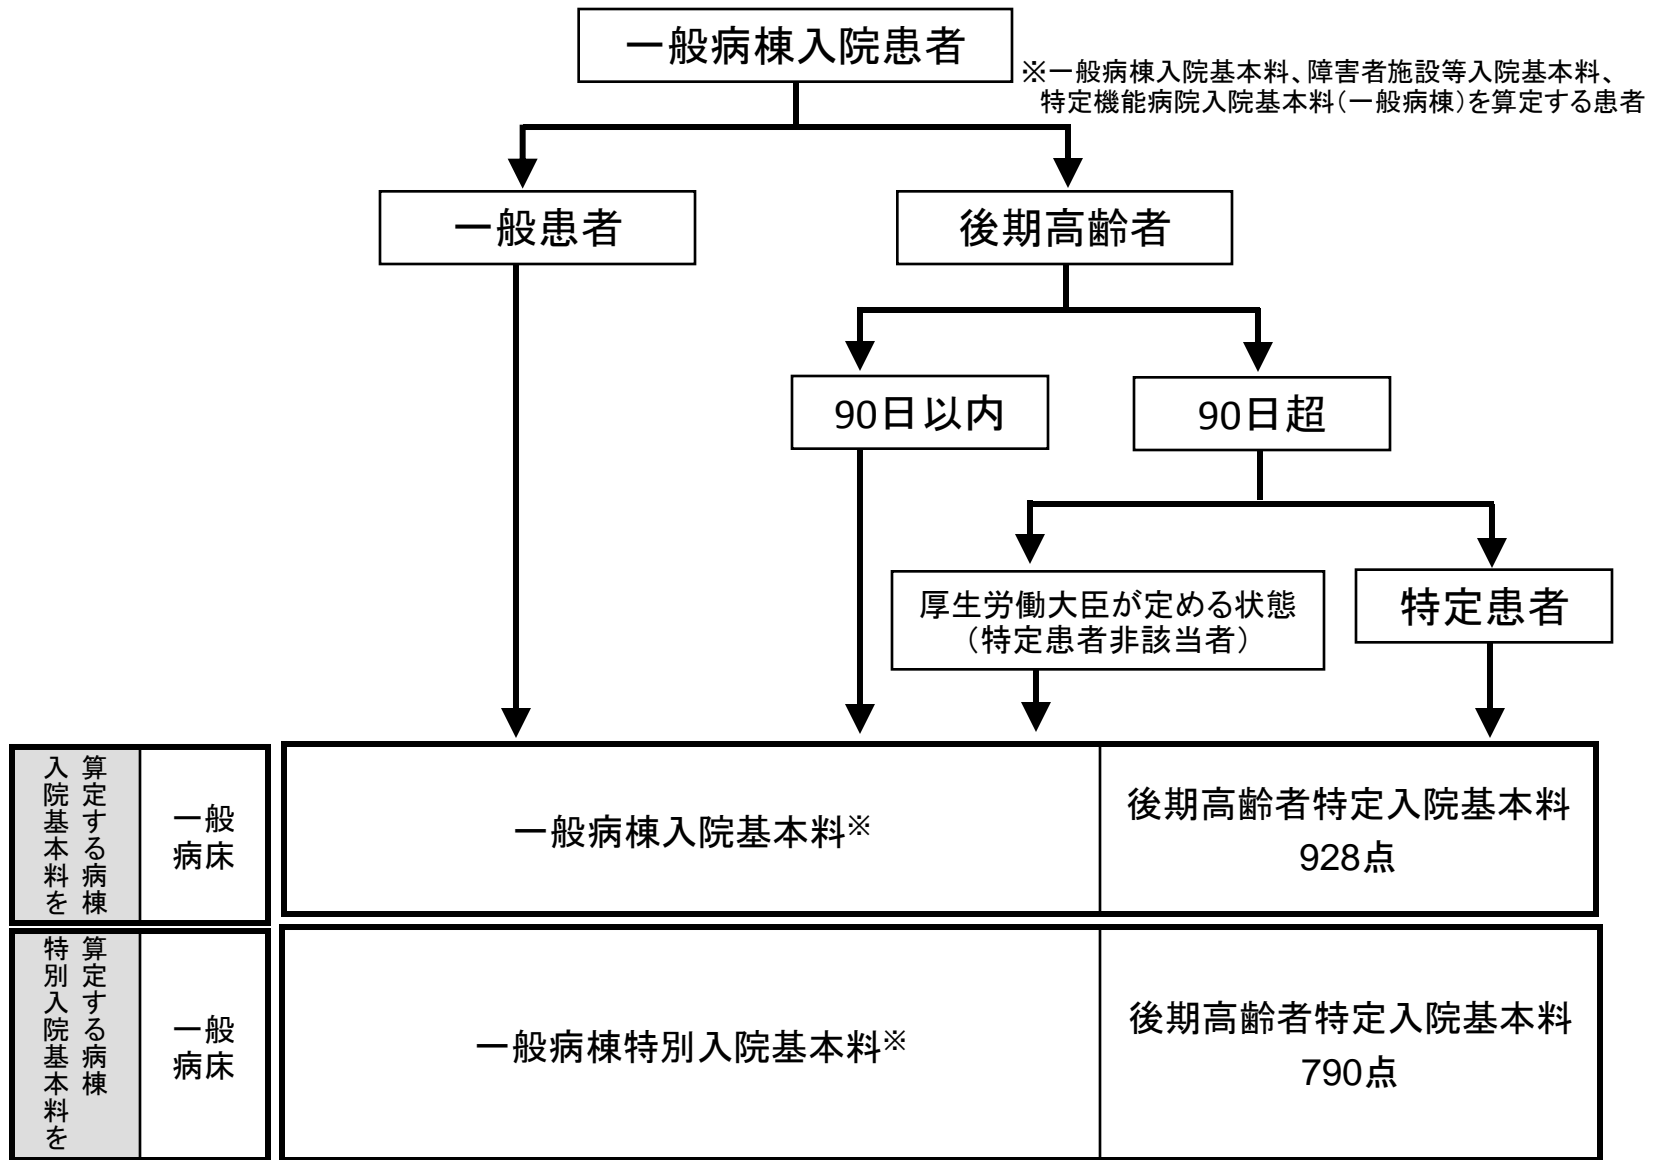 一般病棟入院患者
※一般病棟入院基本料、障害者施設等入院基本料、
特定機能病院入院基本料（一般病棟）を算定する患者
一般患者
後期高齢者
90日以内
90日超
厚生労働大臣が定める状態
（特定患者非該当者）
特定患者
入院基本料を
算定する病棟
一般
病床
一般病棟入院基本料※
後期高齢者特定入院基本料
928点
特別入院基本料を
算定する病棟
一般
病床
一般病棟特別入院基本料※
後期高齢者特定入院基本料
790点